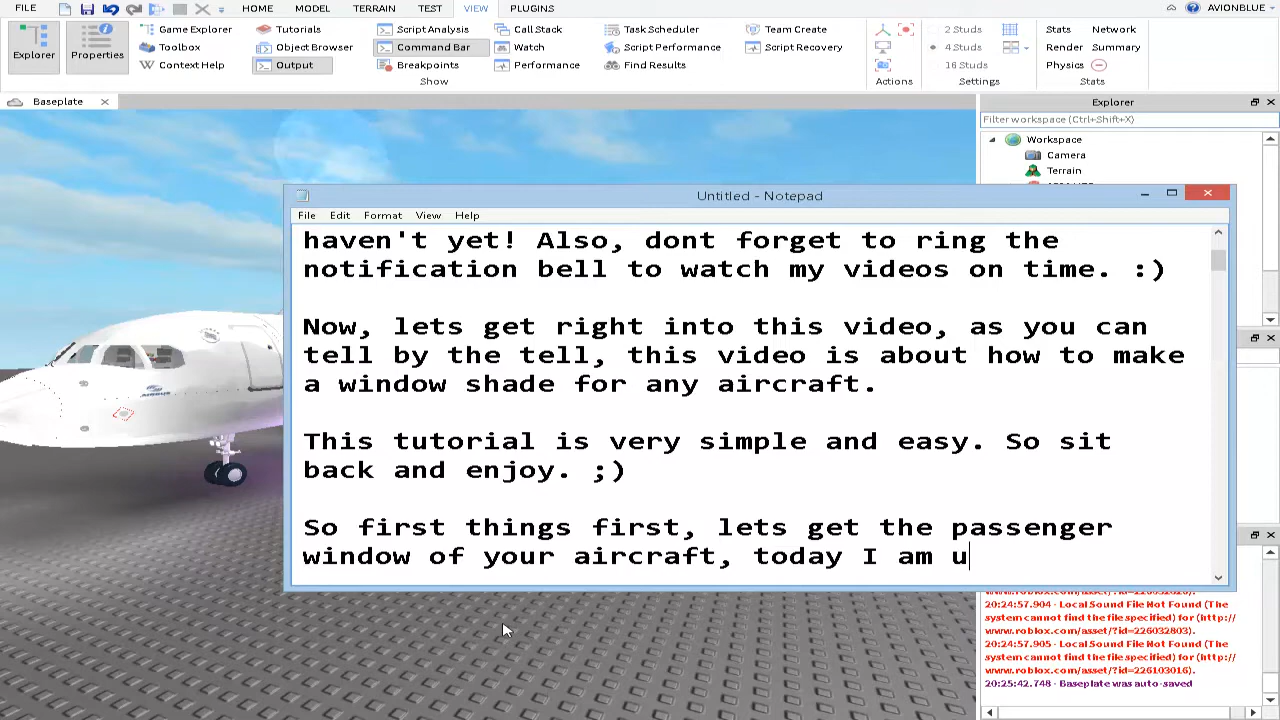 FILE HOME MODEL TERRAIN TEST VIEW PLUGINS AVIONBLUE
Game Explorer Tutorials Script Analysis Call Stack Task Scheduler Team Create 2 Studs Stats Network
Toolbox Object Browser Command Bar Watch Script Performance Script Recovery 4 Studs Render Summary
Explorer Properties Context Help Output Breakpoints Performance Find Results 16 Studs Physics
Show Actions Settings Stats
Baseplate
Explorer
Filter workspace (Ctrl+Shift+X)
Workspace
Camera
Terrain
Untitled - Notepad
File Edit Format View Help
haven't yet! Also, dont forget to ring the
notification bell to watch my videos on time. :)
Now, lets get right into this video, as you can
tell by the tell, this video is about how to make
a window shade for any aircraft.
This tutorial is very simple and easy. So sit
back and enjoy. ;)
So first things first, lets get the passenger
window of your aircraft, today I am u
20:24:57.904 - Local Sound File Not Found (The
system cannot find the file specified) for (http://
www.roblox.com/asset/?id=226032803).
20:24:57.905 - Local Sound File Not Found (The
system cannot find the file specified) for (http://
www.roblox.com/asset/?id=226103016).
20:25:42.748 - Baseplate was auto-saved